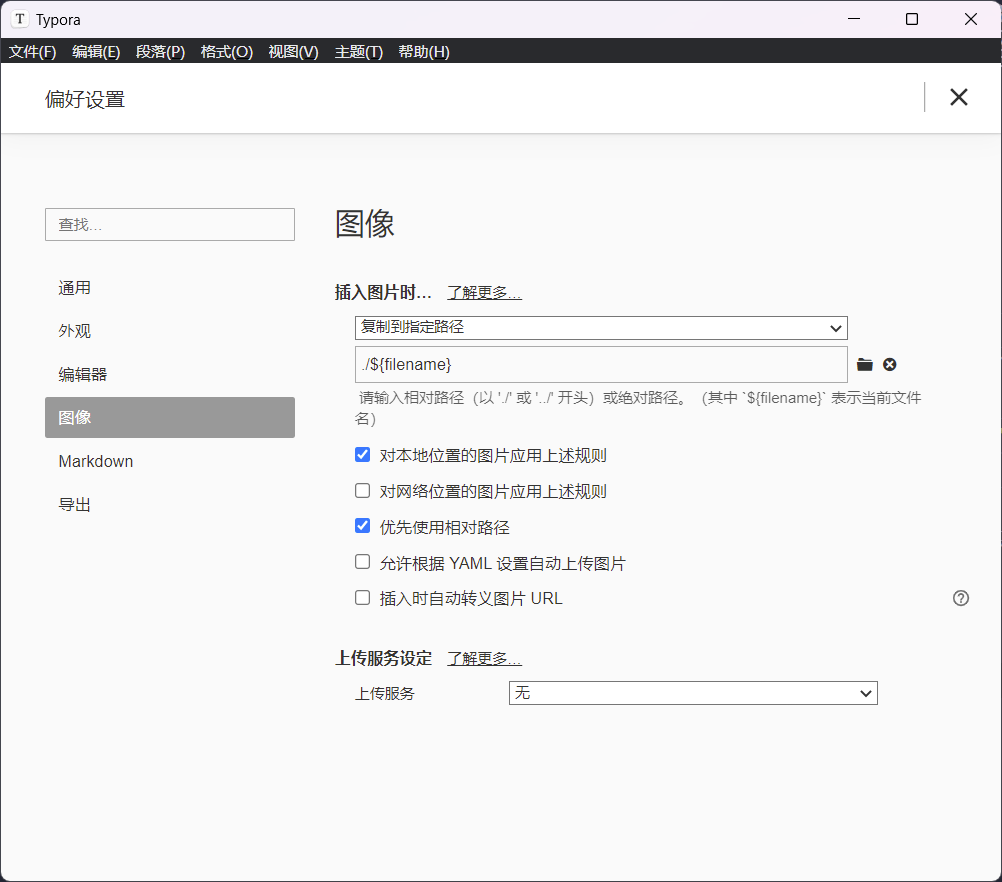 T Typora
文件(F) 编辑(E) 段落(P) 格式(O) 视图(V) 主题(T) 帮助(H)
偏好设置
查找...
通用
外观
编辑器
图像
Markdown
导出
图像
插入图片时... 了解更多...
复制到指定路径
./${filename}
请输入相对路径（以 './' 或 '../' 开头）或绝对路径。（其中 `${filename}` 表示当前文件
名）
对本地位置的图片应用上述规则
对网络位置的图片应用上述规则
优先使用相对路径
允许根据 YAML 设置自动上传图片
插入时自动转义图片 URL
上传服务设定 了解更多...
上传服务 无